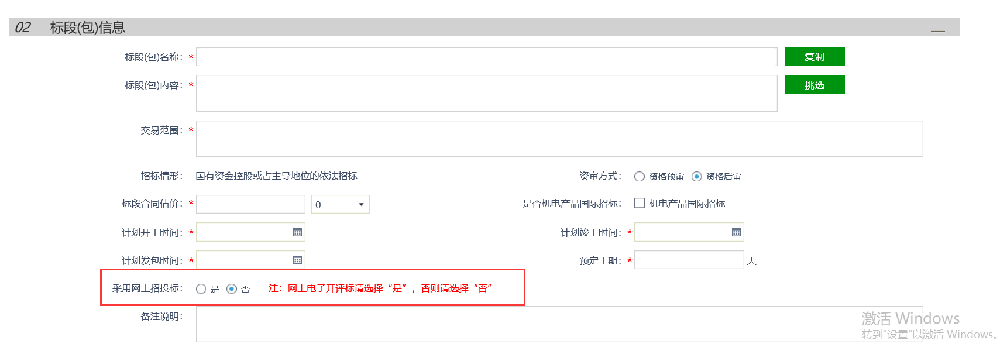 02 标段(包)信息
标段(包)名称：* 复制
标段(包)内容：* 挑选
交易范围：*
招标情形： 国有资金控股或占主导地位的依法招标 资审方式： 资格预审 资格后审
标段合同估价：* 0 是否机电产品国际招标： 机电产品国际招标
计划开工时间：* 计划竣工时间：*
计划发包时间：* 预定工期：* 天
采用网上招投标： 是 否 注：网上电子开评标请选择“是”，否则请选择“否”
备注说明：
激活 Windows
转到“设置”以激活 Windows。